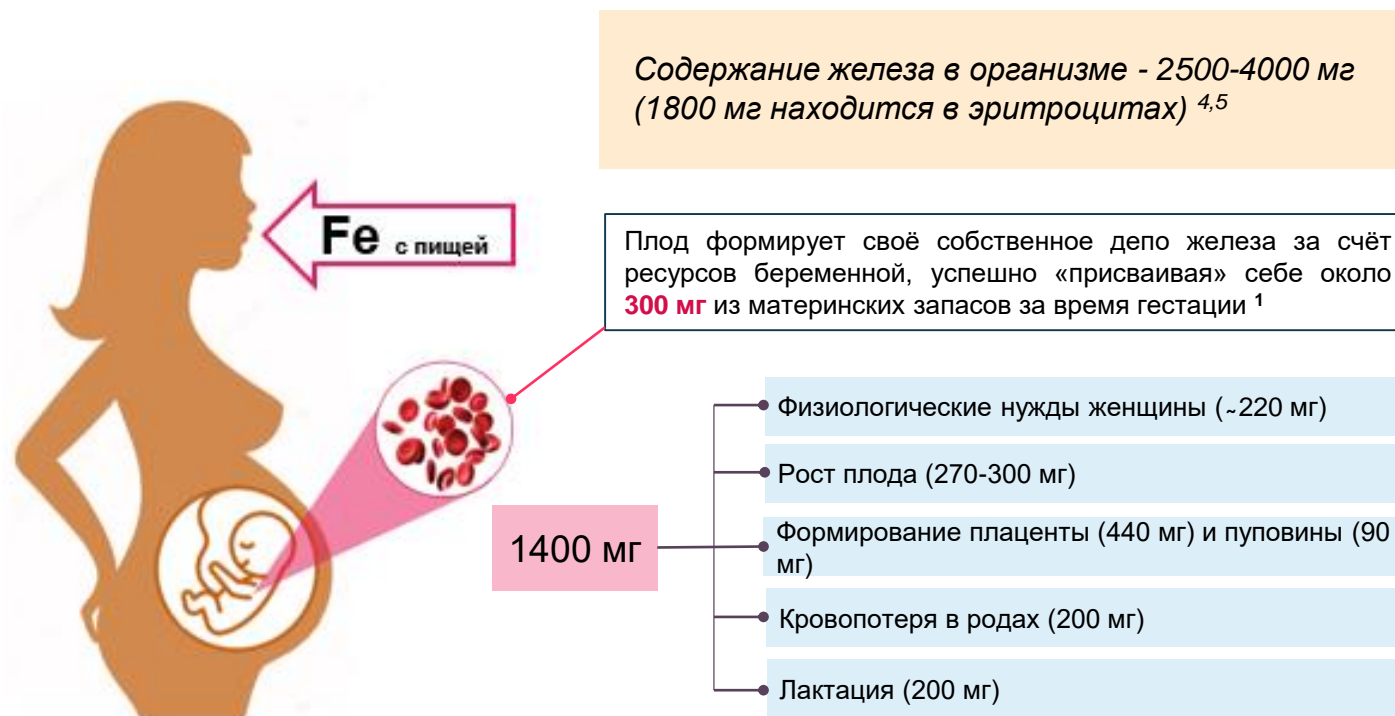 Содержание железа в организме - 2500-4000 мг
(1800 мг находится в эритроцитах) 4,5
Fe с пищей
Плод формирует своё собственное депо железа за счёт
ресурсов беременной, успешно «присваивая» себе около
300 мг из материнских запасов за время гестации 1
1400 мг
Физиологические нужды женщины (~220 мг)
Рост плода (270-300 мг)
Формирование плаценты (440 мг) и пуповины (90
мг)
Кровопотеря в родах (200 мг)
Лактация (200 мг)